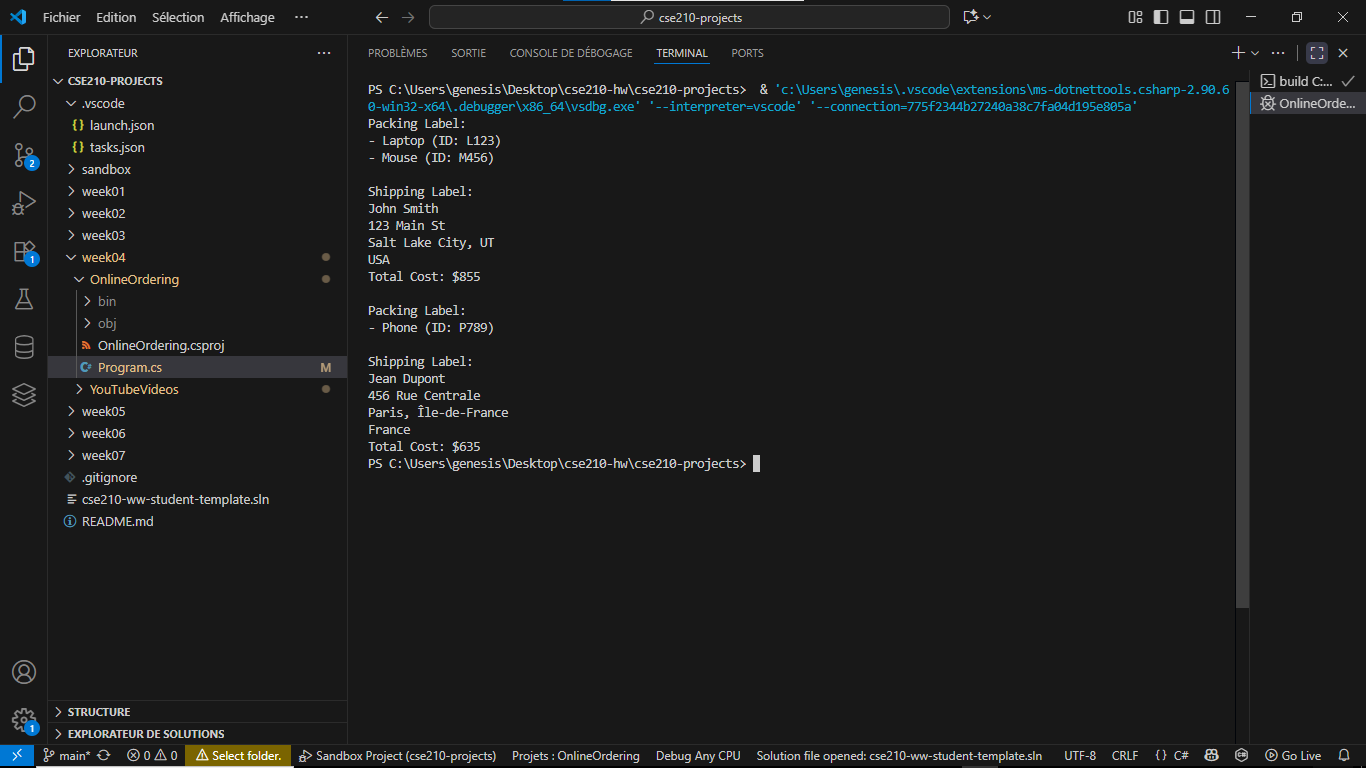 Fichier Edition Sélection Affichage ···
cse210-projects
EXPLORATEUR ···
CSE210-PROJECTS
.vscode
{} launch.json
{} tasks.json
sandbox
week01
week02
week03
week04
OnlineOrdering
bin
obj
OnlineOrdering.csproj
C# Program.cs M
YouTubeVideos
week05
week06
week07
.gitignore
cse210-ww-student-template.sln
README.md
STRUCTURE
EXPLORATEUR DE SOLUTIONS
2
1
1
PROBLÈMES SORTIE CONSOLE DE DÉBOGAGE TERMINAL PORTS
PS C:\Users\genesis\Desktop\cse210-hw\cse210-projects> & 'c:\Users\genesis\.vscode\extensions\ms-dotnettools.csharp-2.90.6
0-win32-x64\.debugger\x86_64\vsdbg.exe' '--interpreter=vscode' '--connection=775f2344b27240a38c7fa04d195e805a'
Packing Label:
- Laptop (ID: L123)
- Mouse (ID: M456)
Shipping Label:
John Smith
123 Main St
Salt Lake City, UT
USA
Total Cost: $855
Packing Label:
- Phone (ID: P789)
Shipping Label:
Jean Dupont
456 Rue Centrale
Paris, Île-de-France
France
Total Cost: $635
PS C:\Users\genesis\Desktop\cse210-hw\cse210-projects>
build C:...
OnlineOrde...
main* 0 0 Select folder. Sandbox Project (cse210-projects) Projets : OnlineOrdering Debug Any CPU Solution file opened: cse210-ww-student-template.sln UTF-8 CRLF {} C# Go Live